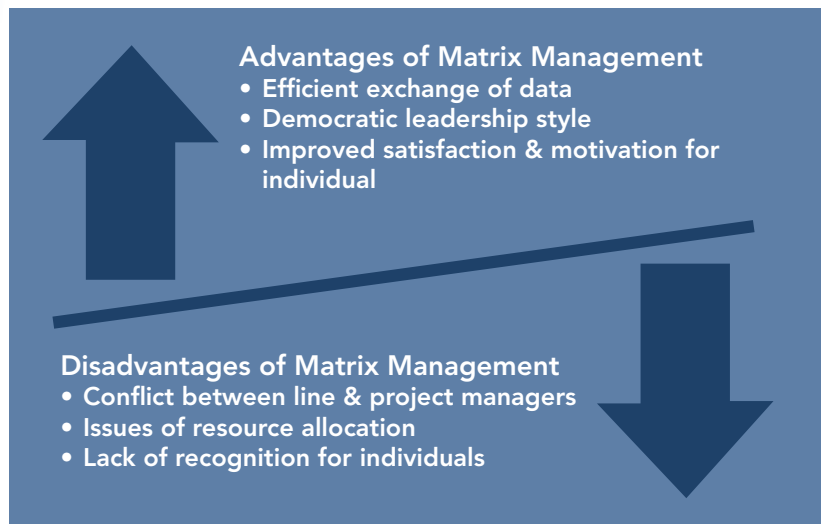 Advantages of Matrix Management
• Efficient exchange of data
• Democratic leadership style
• Improved satisfaction & motivation for
individual
Disadvantages of Matrix Management
• Conflict between line & project managers
• Issues of resource allocation
• Lack of recognition for individuals